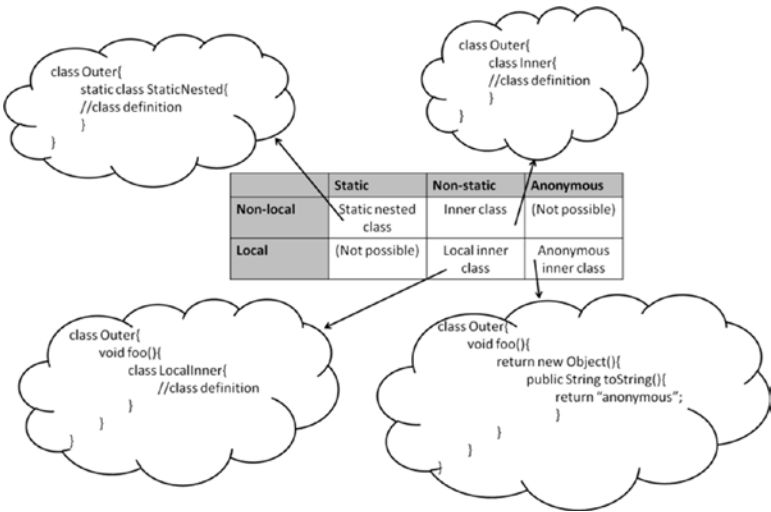 class Outer{
static class StaticNested{
//class definition
}
}
class Outer{
class Inner{
//class definition
}
}
Static Non-static Anonymous
Non-local Static nested class Inner class (Not possible)
Local (Not possible) Local inner class Anonymous inner class
class Outer{
void foo(){
class LocalInner{
//class definition
}
}
}
class Outer{
void foo(){
return new Object(){
public String toString(){
return “anonymous”;
}
}
}
}